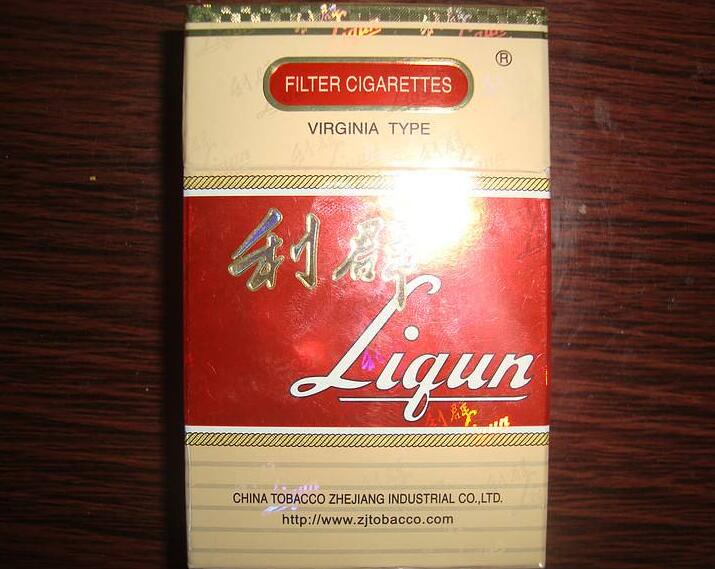 FILTER CIGARETTES ®
VIRGINIA TYPE
利群
Liqun
CHINA TOBACCO ZHEJIANG INDUSTRIAL CO.,LTD.
http://www.zjtobacco.com